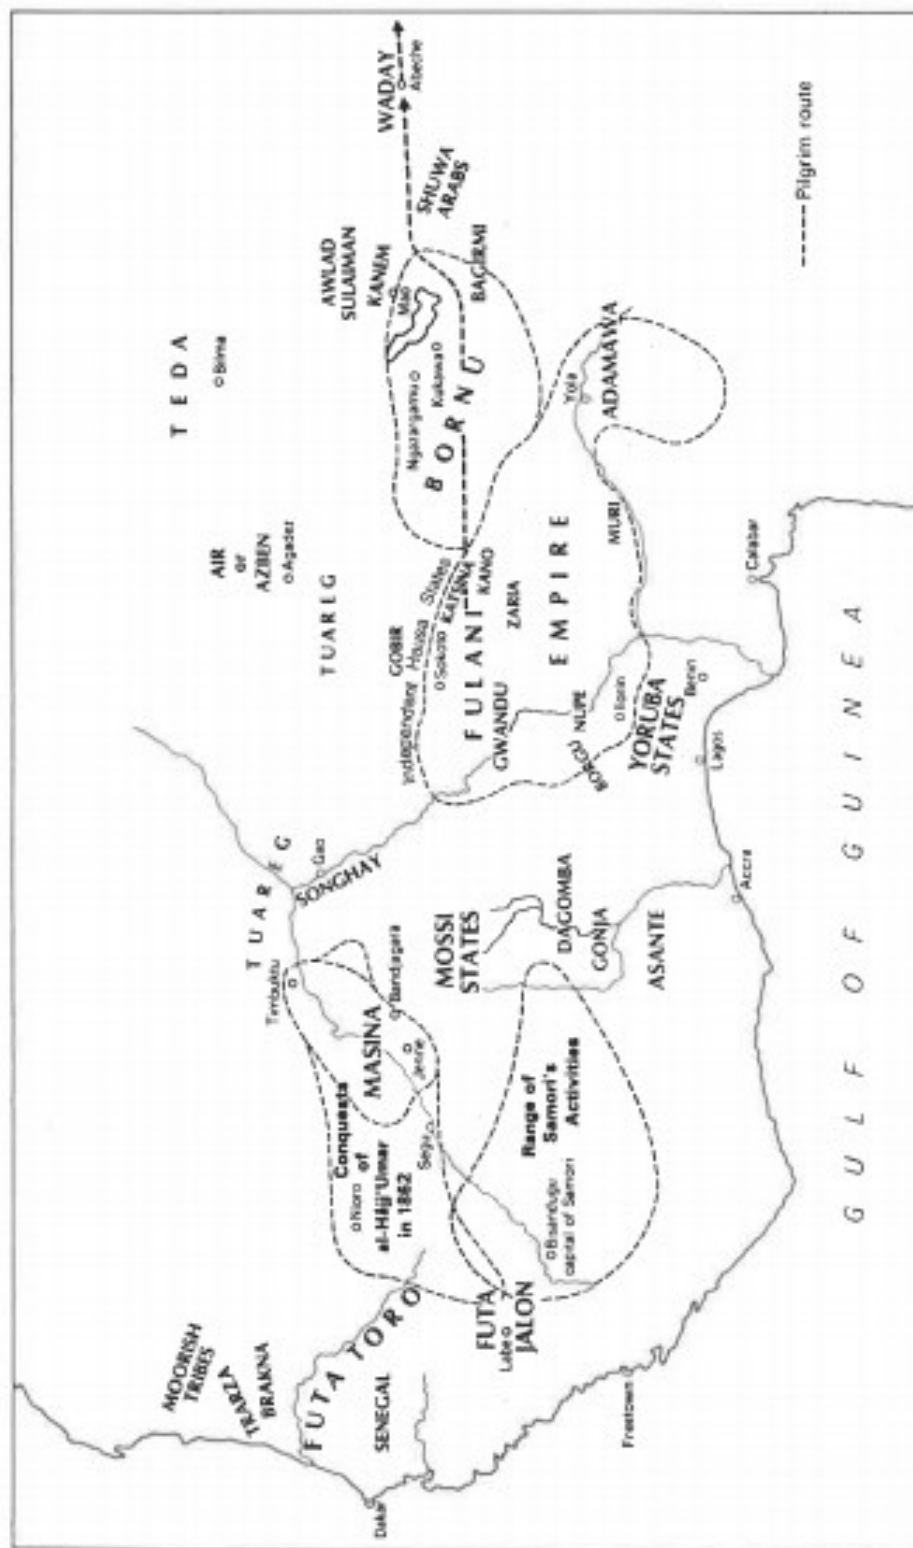 MOORISH
TRIBES
TRARZA
BRAKNA
FUTA TORO
SENEGAL
Dakar
Nioro
Conquests
of
al-Hājj 'Umar
in 1862
FUTA
Labe
JALON
Freetown
TUAREG
Timbuktu
MASINA
Bandiagara
Jenne
Segu
Range of
Samori's
Activities
Bisandugu
capital of Samori
Gao
SONGHAY
MOSSI
STATES
DAGOMBA
GONJA
ASANTE
Accra
TEDA
Bilma
AIR
or
AZBEN
Agades
TUAREG
GOBIR
Independent Hausa States
Sokoto
KATSINA
KANO
FULANI
EMPIRE
ZARIA
GWANDU
NUPE
BORGU
Ilorin
YORUBA
STATES
Benin
Lagos
Calabar
MURI
Yola
ADAMAWA
AWLAD
SULAIMAN
KANEM
Mao
Ngazargamu
Kukawa
BORNU
BAGIRMI
SHUWA
ARABS
WADAY
Abeche
GULF OF GUINEA
Pilgrim route